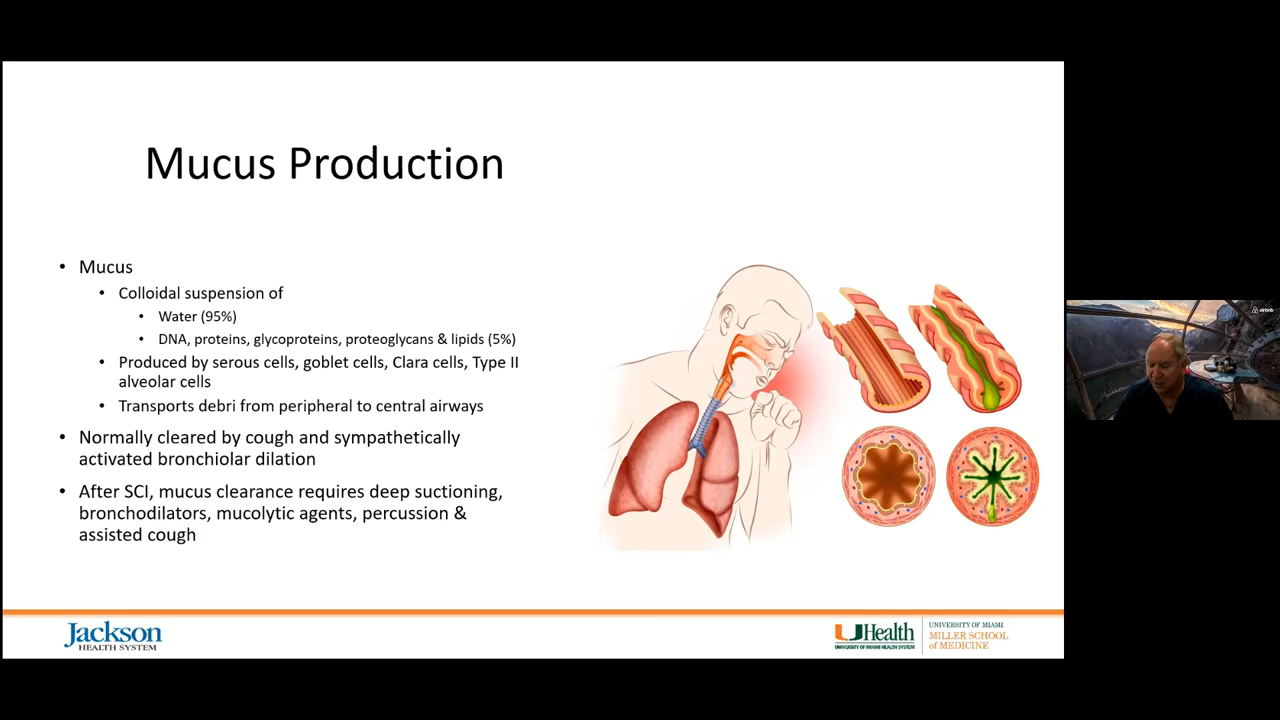 Mucus Production
• Mucus
• Colloidal suspension of
• Water (95%)
• DNA, proteins, glycoproteins, proteoglycans & lipids (5%)
• Produced by serous cells, goblet cells, Clara cells, Type II
alveolar cells
• Transports debri from peripheral to central airways
• Normally cleared by cough and sympathetically
activated bronchiolar dilation
• After SCI, mucus clearance requires deep suctioning,
bronchodilators, mucolytic agents, percussion &
assisted cough
airbnb
Jackson
HEALTH SYSTEM
UHealth
UNIVERSITY OF MIAMI HEALTH SYSTEM
UNIVERSITY OF MIAMI
MILLER SCHOOL
of MEDICINE